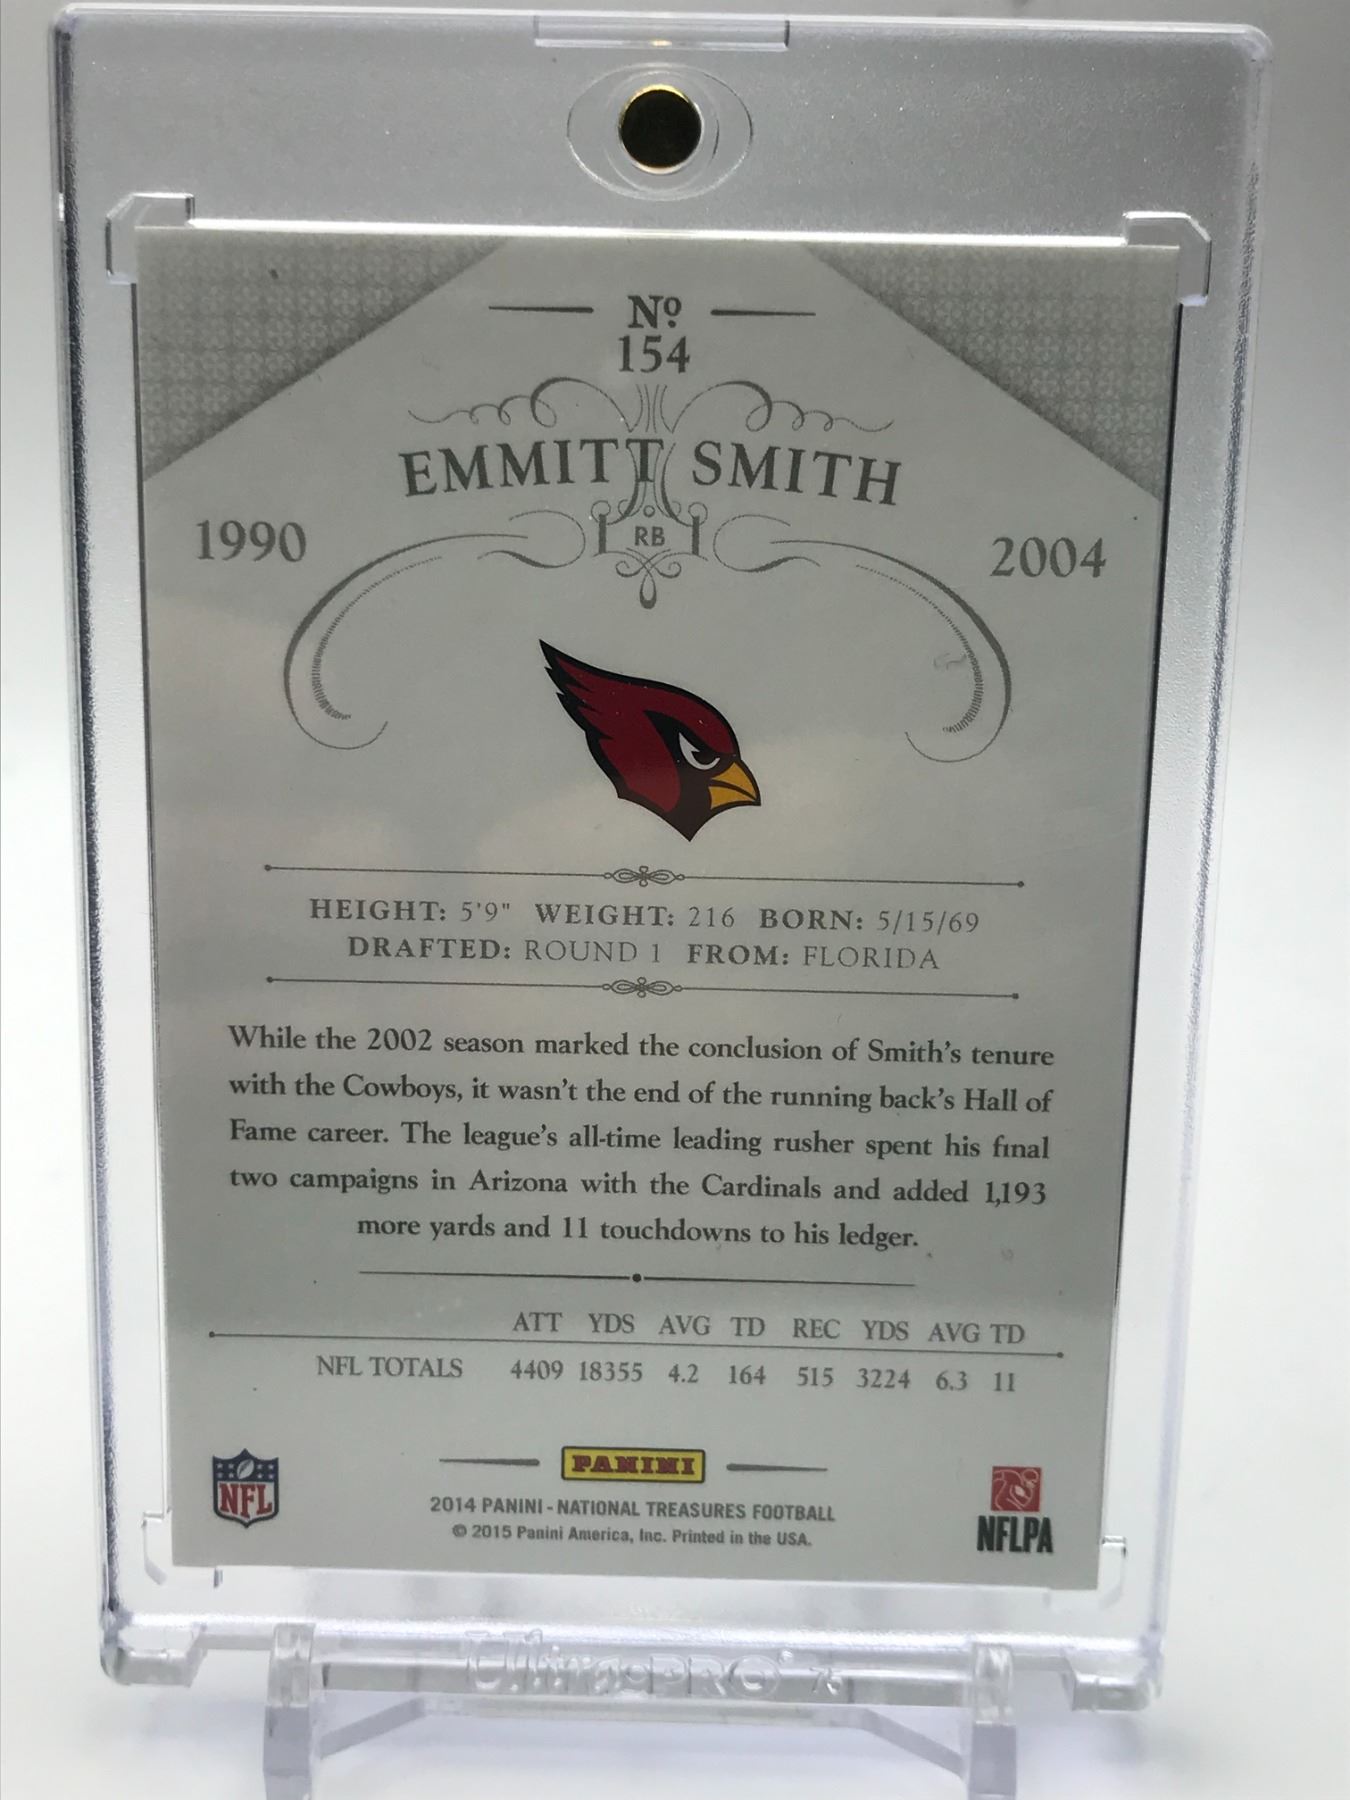 Nº
154
EMMITT SMITH
1990 RB 2004
HEIGHT: 5'9" WEIGHT: 216 BORN: 5/15/69
DRAFTED: ROUND 1 FROM: FLORIDA
While the 2002 season marked the conclusion of Smith's tenure
with the Cowboys, it wasn't the end of the running back's Hall of
Fame career. The league's all-time leading rusher spent his final
two campaigns in Arizona with the Cardinals and added 1,193
more yards and 11 touchdowns to his ledger.
ATT YDS AVG TD REC YDS AVG TD
NFL TOTALS 4409 18355 4.2 164 515 3224 6.3 11
PANINI
NFL
2014 PANINI - NATIONAL TREASURES FOOTBALL
© 2015 Panini America, Inc. Printed in the USA.
NFLPA
Ultra•PRO